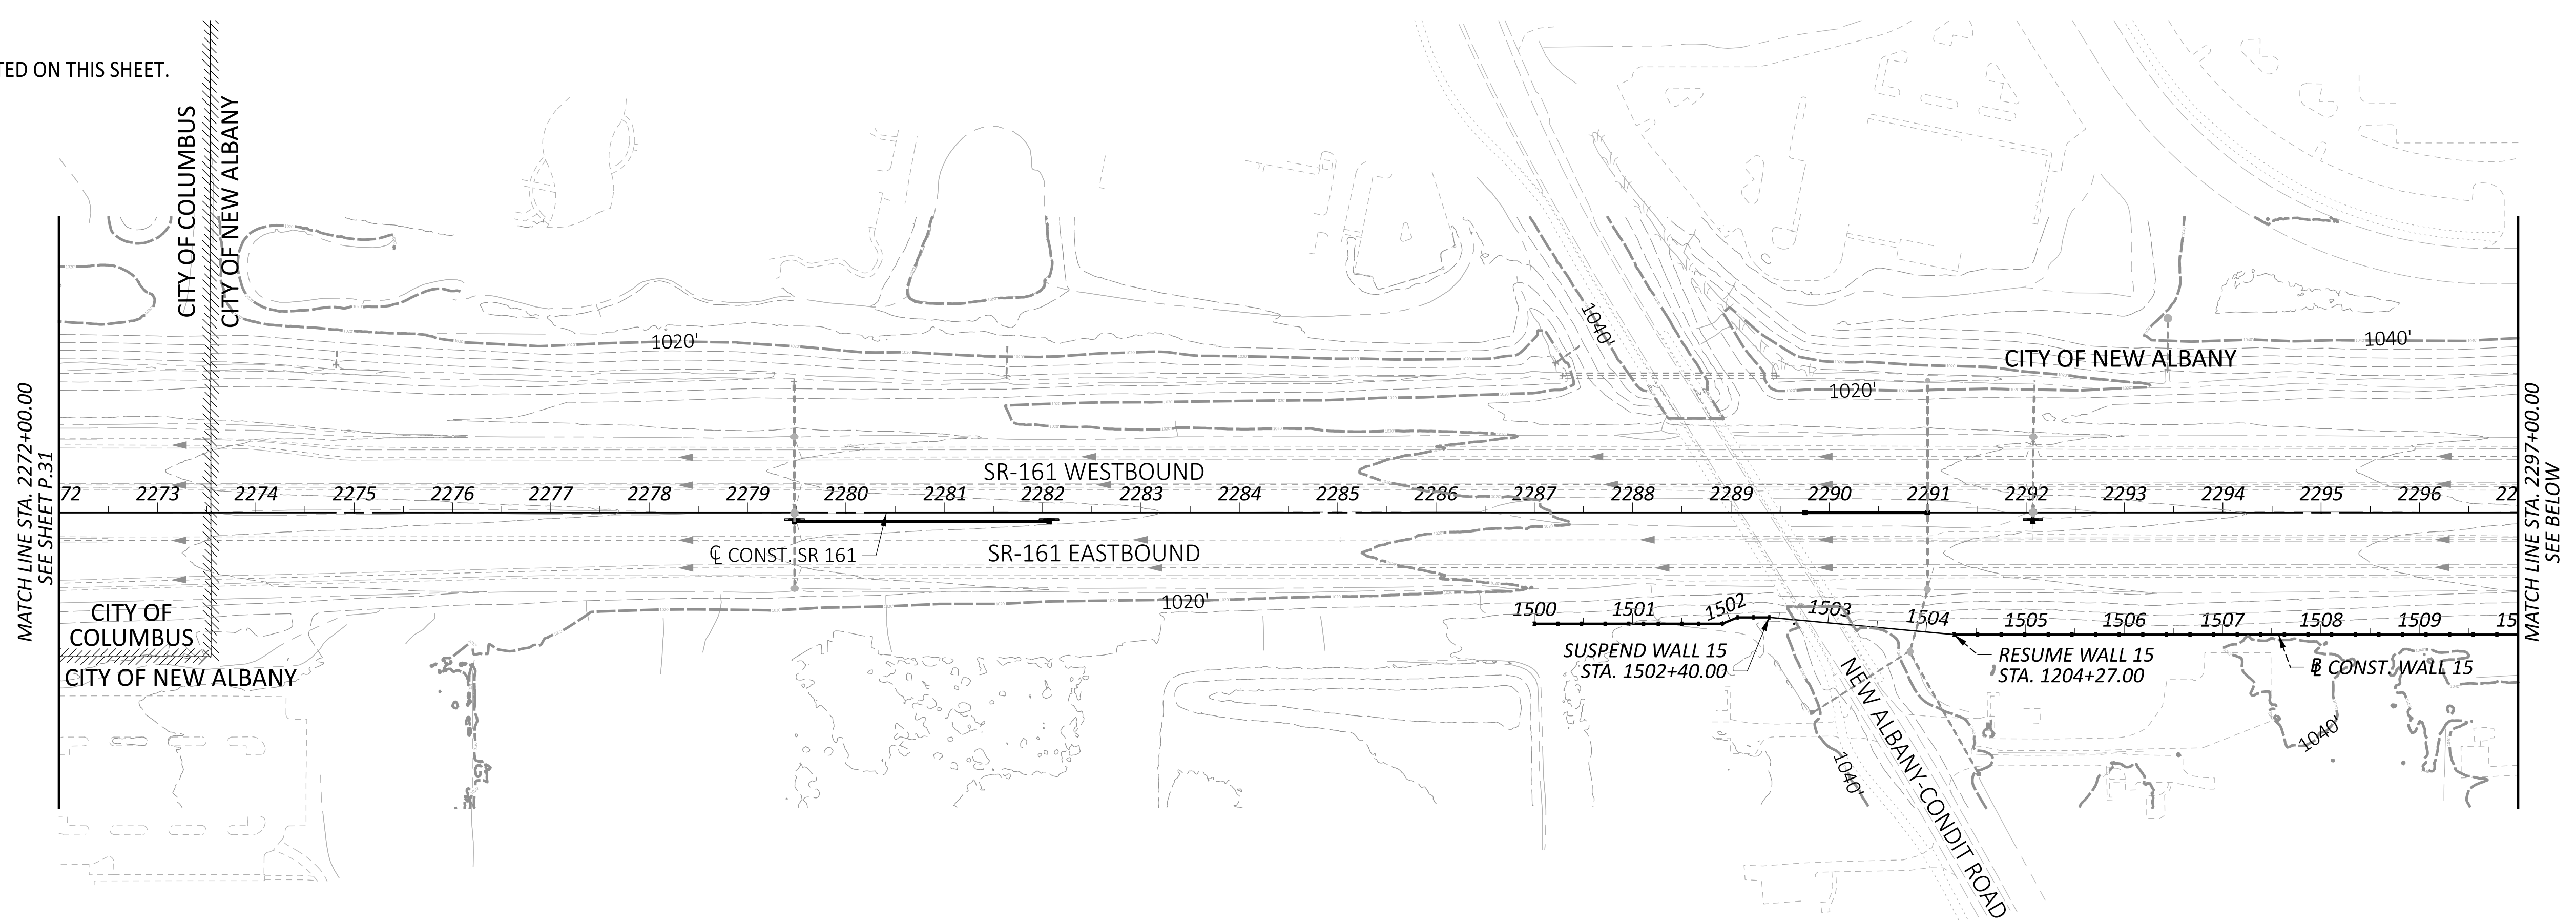 TED ON THIS SHEET.
CITY OF COLUMBUS
CITY OF NEW ALBANY
1040'
1020'
1040'
CITY OF NEW ALBANY
1020'
MATCH LINE STA. 2272+00.00
SEE SHEET P.31
MATCH LINE STA. 2297+00.00
SEE BELOW
SR-161 WESTBOUND
72 2273 2274 2275 2276 2277 2278 2279 2280 2281 2282 2283 2284 2285 2286 2287 2288 2289 2290 2291 2292 2293 2294 2295 2296 22
℄ CONST. SR 161
SR-161 EASTBOUND
1020'
CITY OF
COLUMBUS
CITY OF NEW ALBANY
1500 1501 1502 1503 1504 1505 1506 1507 1508 1509 15
SUSPEND WALL 15
STA. 1502+40.00
RESUME WALL 15
STA. 1204+27.00
BL CONST. WALL 15
NEW ALBANY-CONDIT ROAD
1040'
1040'